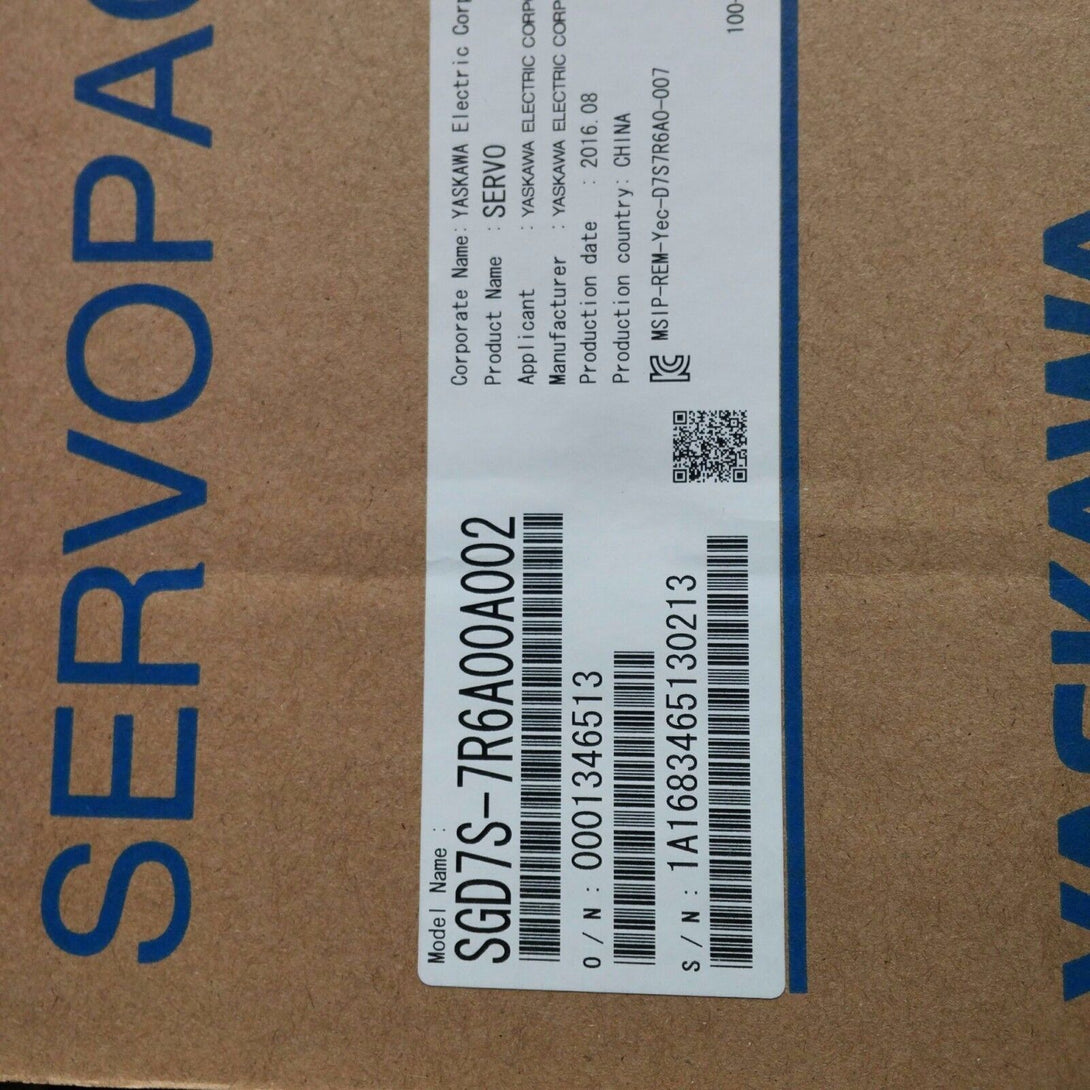 SERVOPAC
Model Name :
SGD7S-7R6A00A002
O / N : 0001346513
S / N : 1A1683465130213
Corporate Name: YASKAWA Electric Corp
Product Name : SERVO
Applicant : YASKAWA ELECTRIC CORP
Manufacturer : YASKAWA ELECTRIC CORP
Production date : 2016.08
Production country: CHINA
MSIP-REM-Yec-D7S7R6A0-007
100-
YASKAWA